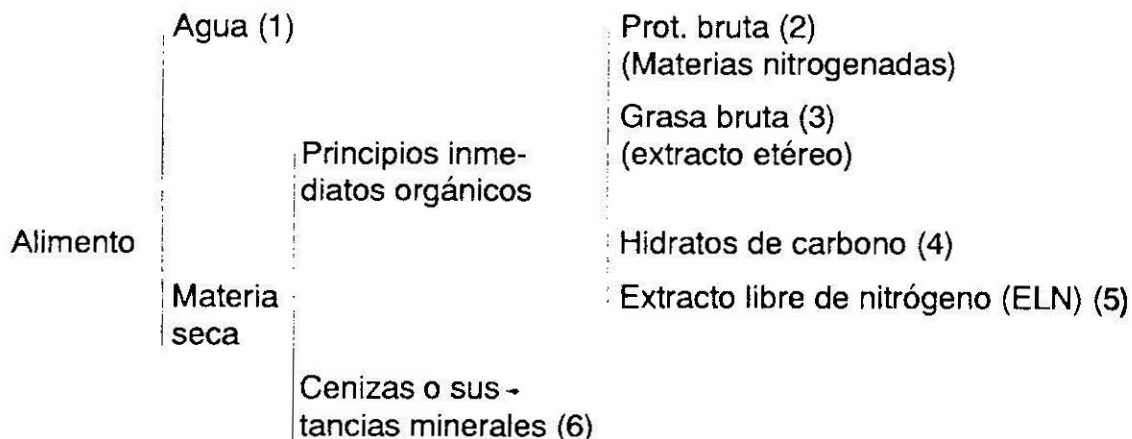 Agua (1)
Prot. bruta (2)
(Materias nitrogenadas)
Grasa bruta (3)
(extracto etéreo)
Principios inme-
diatos orgánicos
Alimento
Hidratos de carbono (4)
Materia
seca
Extracto libre de nitrógeno (ELN) (5)
Cenizas o sus-
tancias minerales (6)